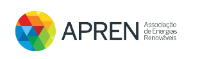 APREN
Associação
de Energias
Renováveis